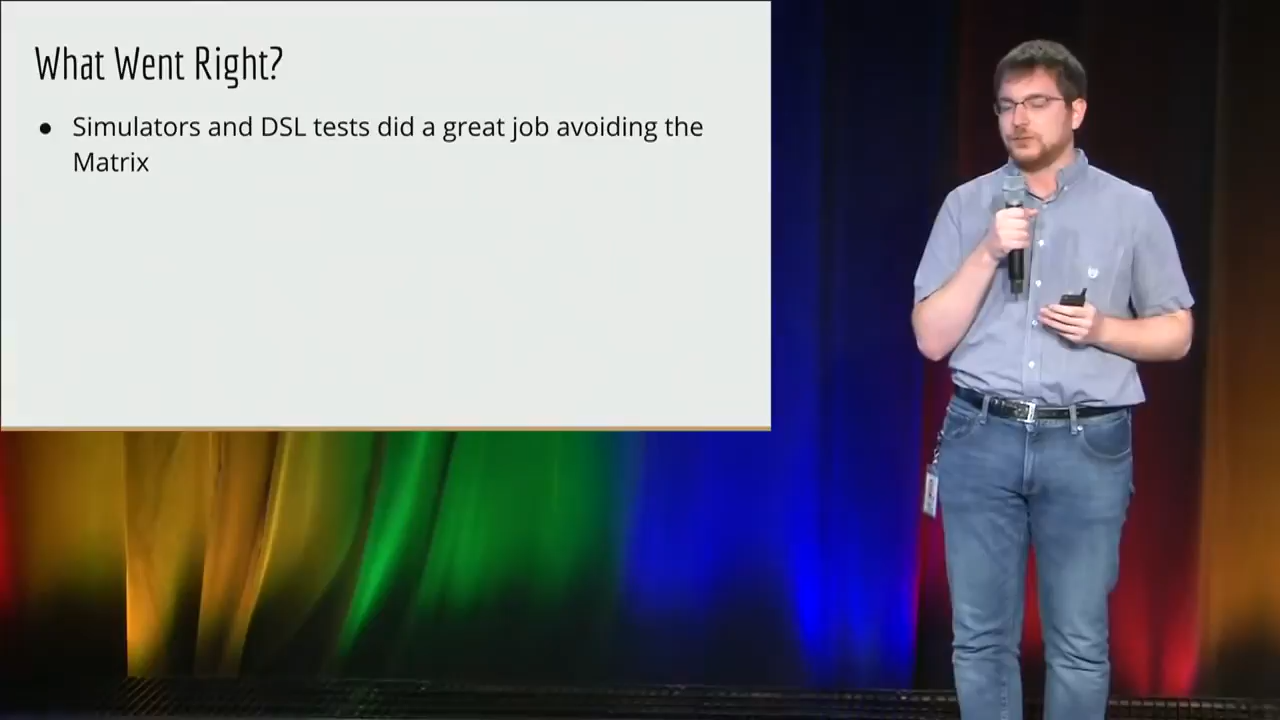 What Went Right?
● Simulators and DSL tests did a great job avoiding the
Matrix